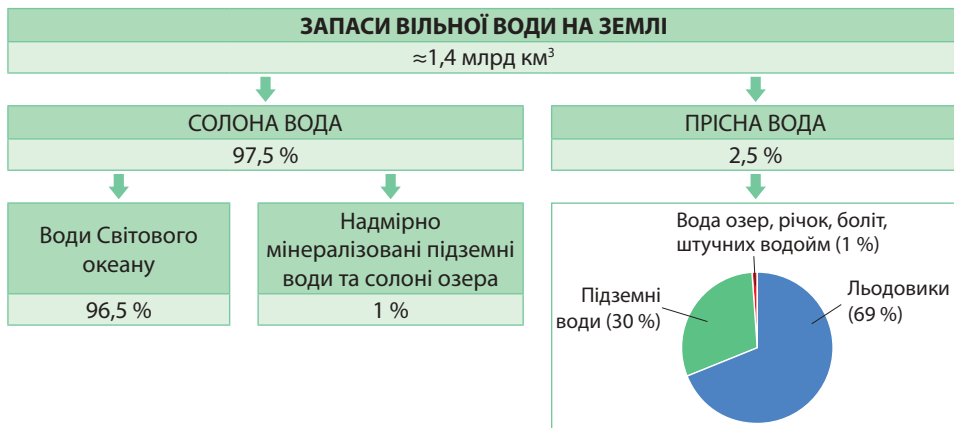 ЗАПАСИ ВІЛЬНОЇ ВОДИ НА ЗЕМЛІ
≈1,4 млрд км³
СОЛОНА ВОДА
97,5 %
ПРІСНА ВОДА
2,5 %
Води Світового
океану
96,5 %
Надмірно
мінералізовані підземні
води та солоні озера
1 %
Вода озер, річок, боліт,
штучних водойм (1 %)
Підземні
води (30 %)
Льодовики
(69 %)